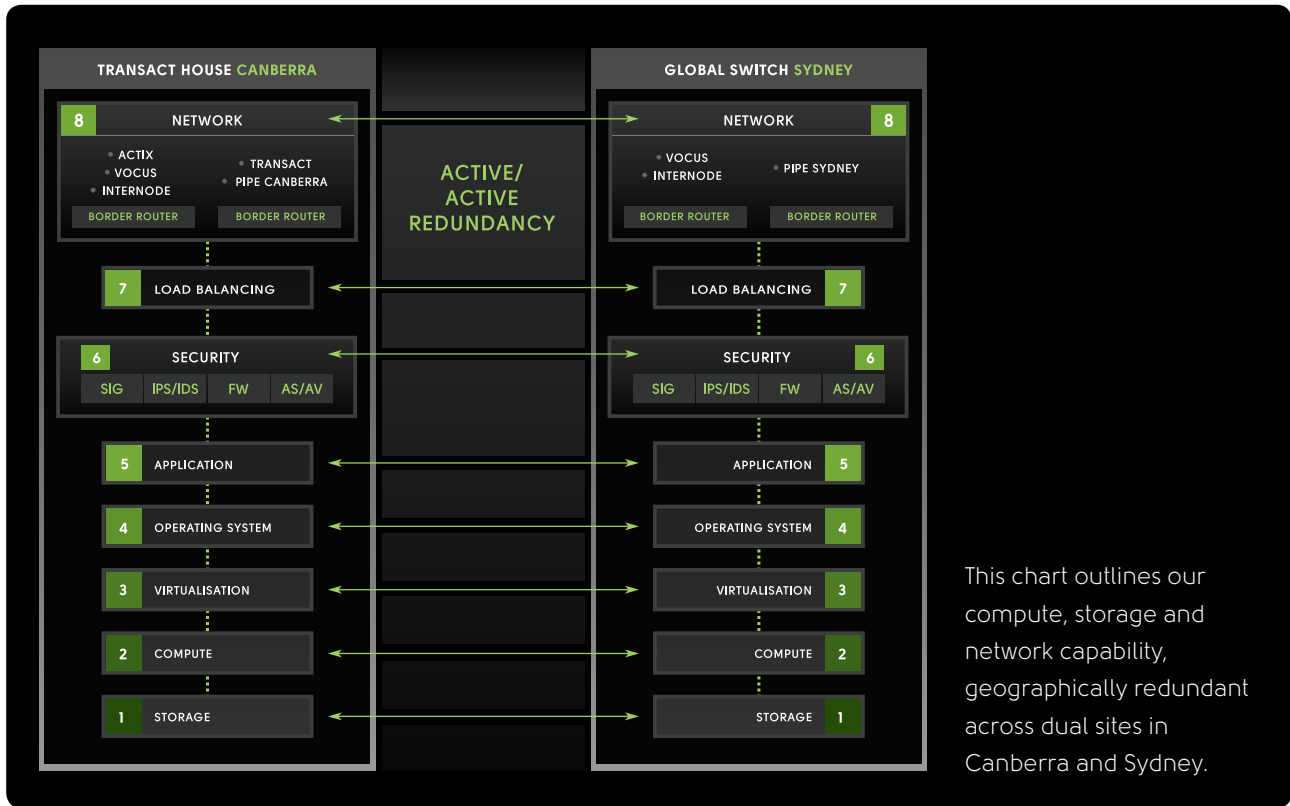 TRANSACT HOUSE CANBERRA
8 NETWORK
• ACTIX
• VOCUS
• INTERNODE
• TRANSACT
• PIPE CANBERRA
BORDER ROUTER
BORDER ROUTER
7 LOAD BALANCING
6 SECURITY
SIG IPS/IDS FW AS/AV
5 APPLICATION
4 OPERATING SYSTEM
3 VIRTUALISATION
2 COMPUTE
1 STORAGE
ACTIVE/
ACTIVE
REDUNDANCY
GLOBAL SWITCH SYDNEY
NETWORK 8
• VOCUS
• INTERNODE
• PIPE SYDNEY
BORDER ROUTER
BORDER ROUTER
LOAD BALANCING 7
SECURITY 6
SIG IPS/IDS FW AS/AV
APPLICATION 5
OPERATING SYSTEM 4
VIRTUALISATION 3
COMPUTE 2
STORAGE 1
This chart outlines our
compute, storage and
network capability,
geographically redundant
across dual sites in
Canberra and Sydney.